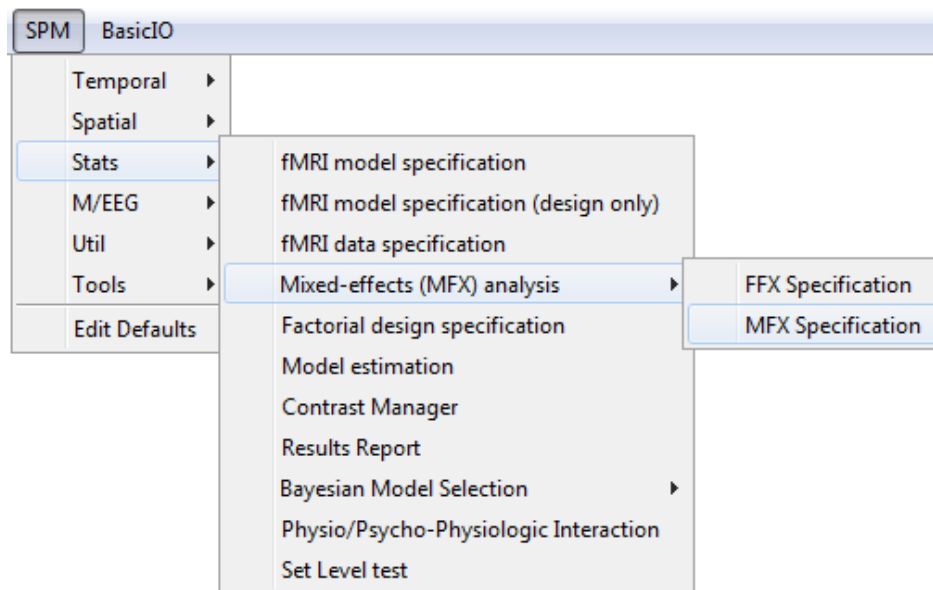 SPM BasicIO
Temporal
Spatial
Stats
M/EEG
Util
Tools
Edit Defaults
fMRI model specification
fMRI model specification (design only)
fMRI data specification
Mixed-effects (MFX) analysis
Factorial design specification
Model estimation
Contrast Manager
Results Report
Bayesian Model Selection
Physio/Psycho-Physiologic Interaction
Set Level test
FFX Specification
MFX Specification